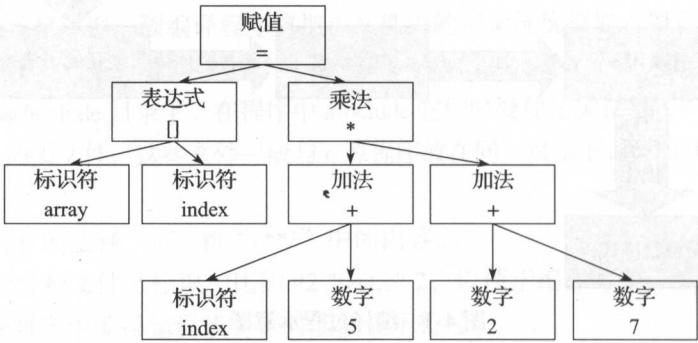 赋值
=
表达式
[]
乘法
*
标识符
array
标识符
index
加法
+
加法
+
标识符
index
数字
5
数字
2
数字
7